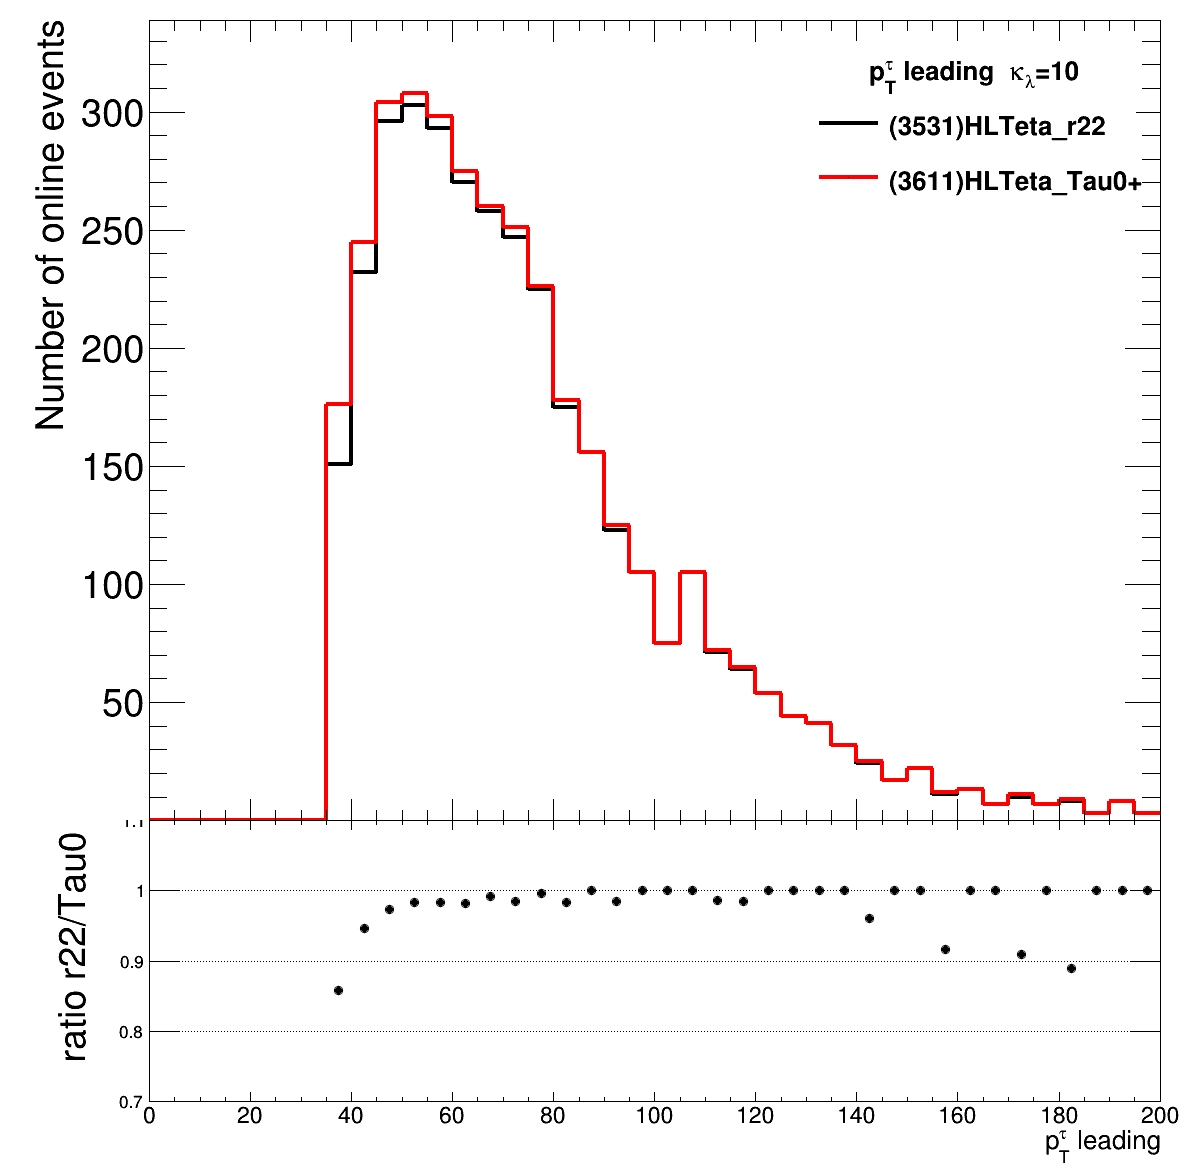 Number of online events
300
250
200
150
100
50
p_T^τ leading κ_λ=10
(3531)HLTeta_r22
(3611)HLTeta_Tau0+
ratio r22/Tau0
1.1
1
0.9
0.8
0.7
0 20 40 60 80 100 120 140 160 180 200
p_T^τ leading